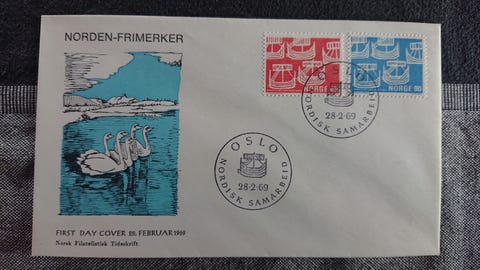 NORDEN-FRIMERKER
NORGE
NORGE 90
OSLO
NORDISK SAMARBEID
28-2-69
OSLO
NORDISK SAMARBEID
28-2-69
FIRST DAY COVER 28. FEBRUAR 1969
Norsk Filatelistisk Tidsskrift